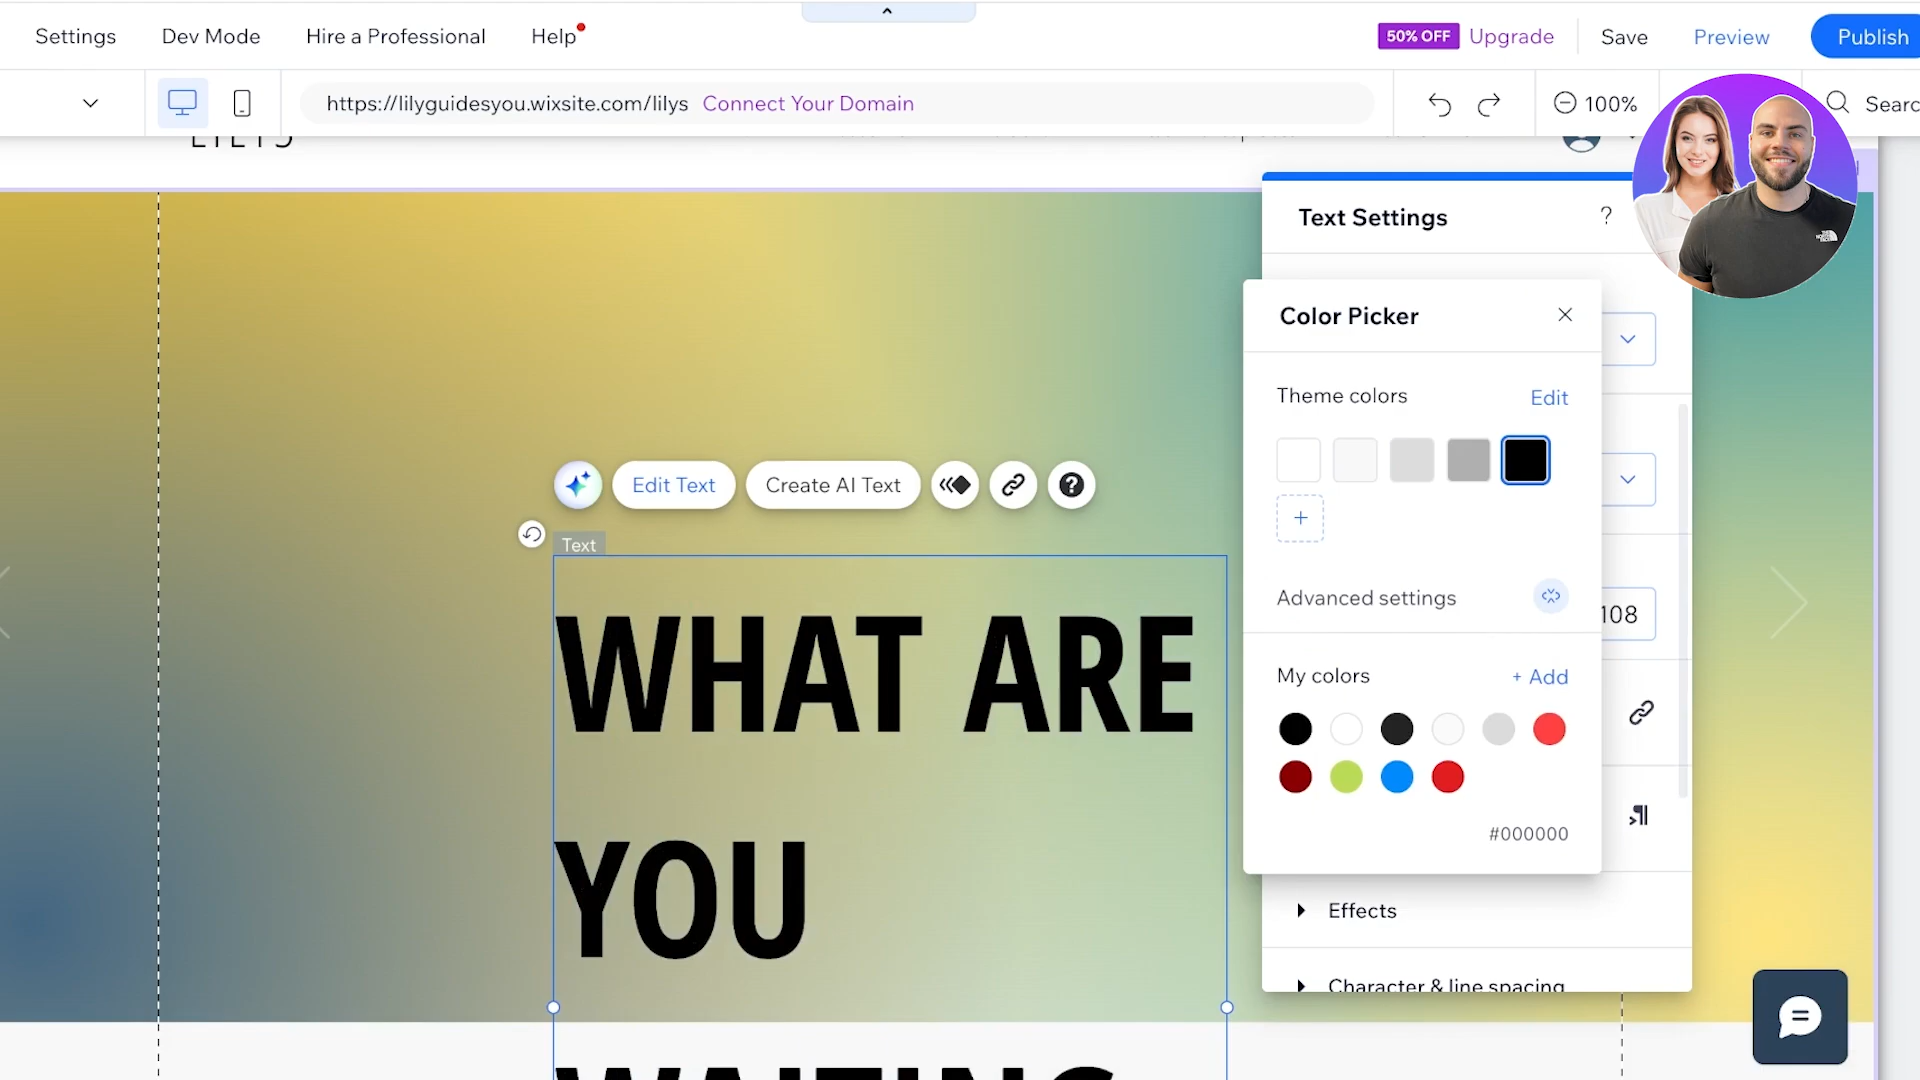 Settings Dev Mode Hire a Professional Help 50% OFF Upgrade Save Preview Publish
https://lilyguidesyou.wixsite.com/lilys Connect Your Domain 100% Searc
LILYS
Text Settings ?
Color Picker
Theme colors Edit
Edit Text Create AI Text
Text
Advanced settings
108
WHAT ARE
My colors + Add
#000000
YOU
Effects
Character & line spacing
WAITING